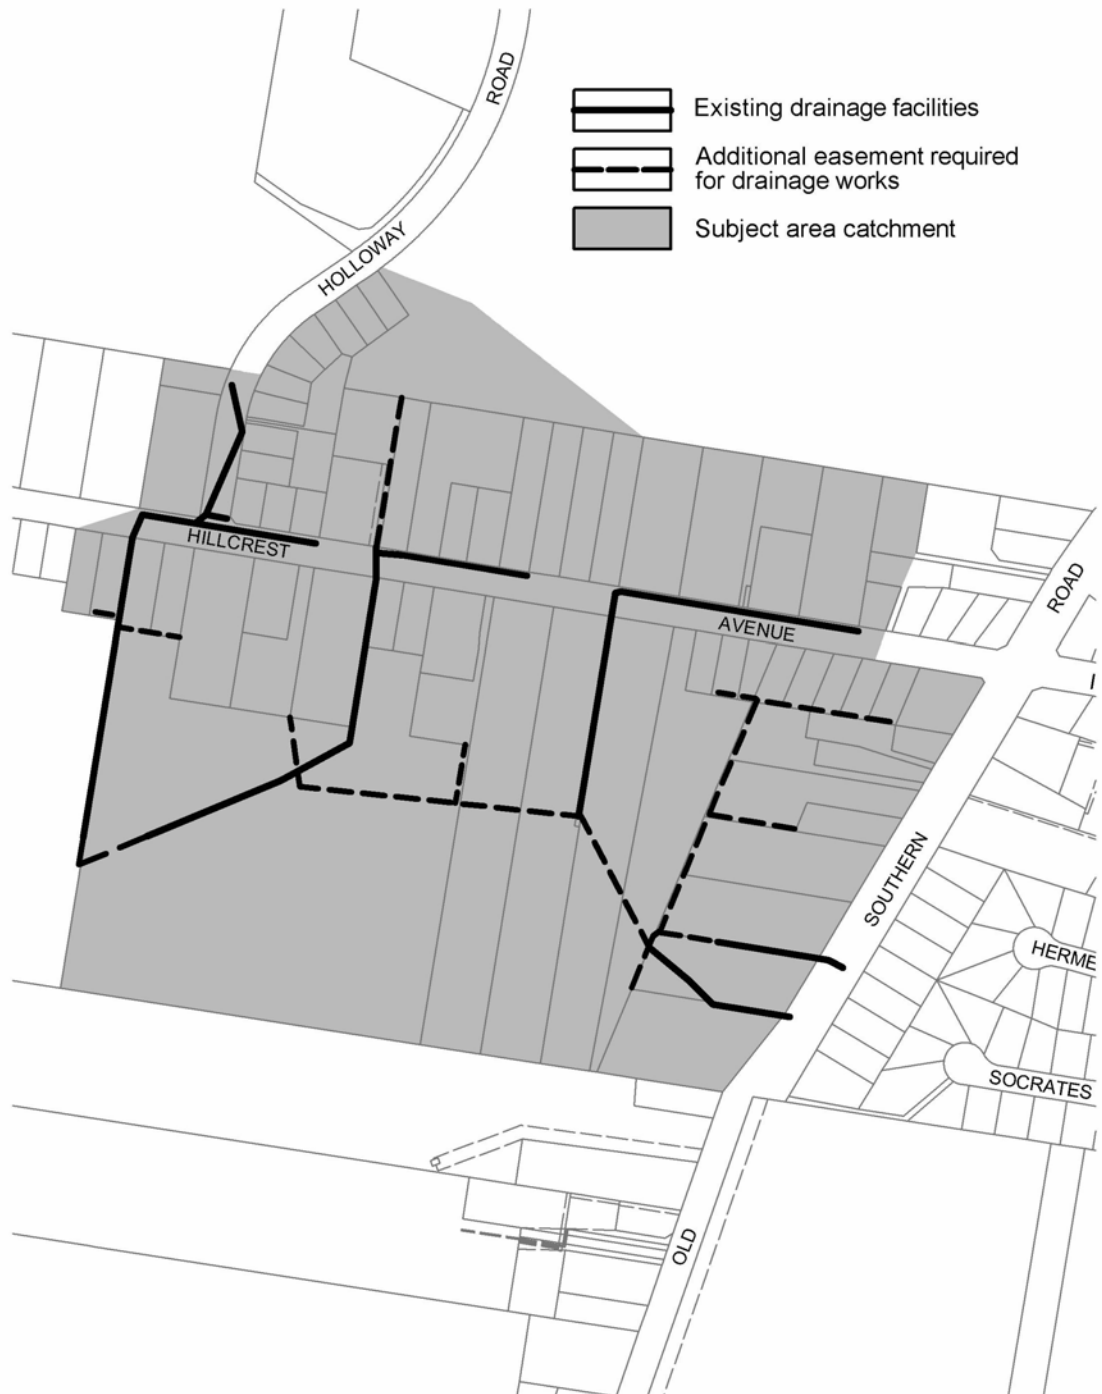 ROAD
Existing drainage facilities
Additional easement required
for drainage works
Subject area catchment
HOLLOWAY
HILLCREST
AVENUE
ROAD
I
SOUTHERN
HERME
SOCRATES
OLD